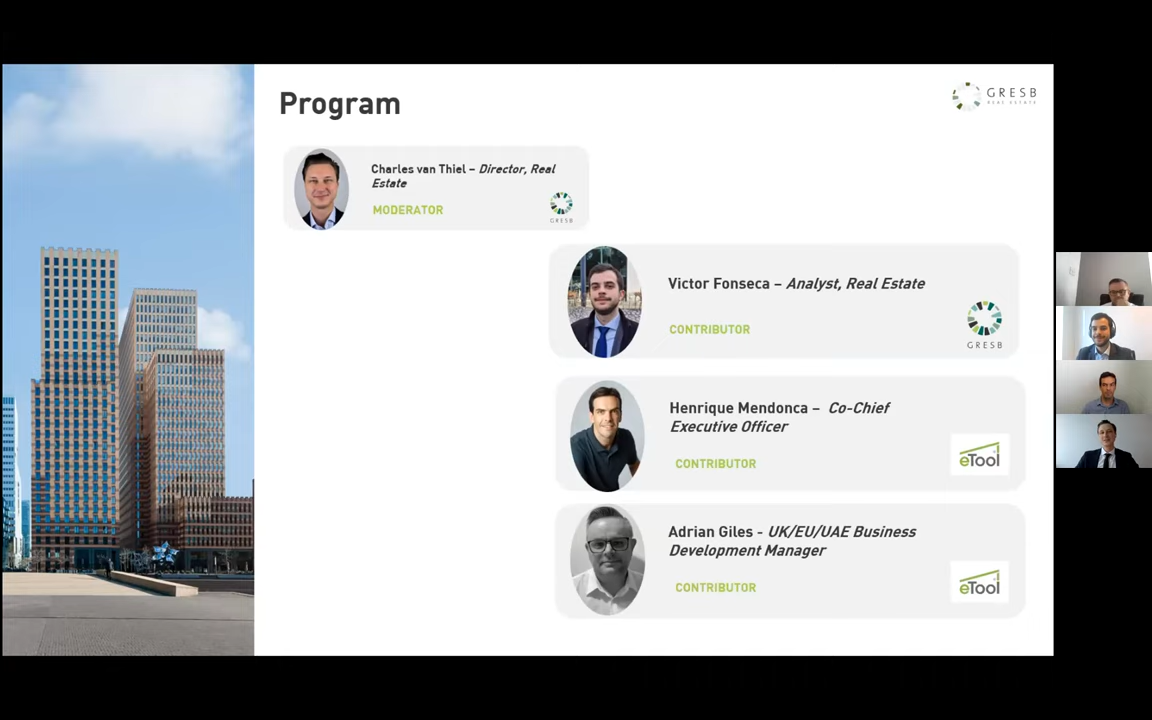 Program
GRESB
REAL ESTATE
Charles van Thiel – Director, Real
Estate
MODERATOR
GRESB
Victor Fonseca – Analyst, Real Estate
CONTRIBUTOR
GRESB
Henrique Mendonca – Co-Chief
Executive Officer
CONTRIBUTOR
eTool
Adrian Giles - UK/EU/UAE Business
Development Manager
CONTRIBUTOR
eTool